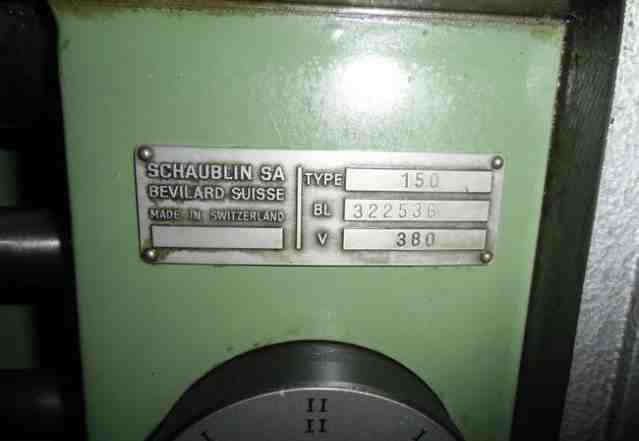 SCHAUBLIN SA
BEVILARD SUISSE
MADE IN SWITZERLAND
TYPE 150
BL 322536
V 380
II
II